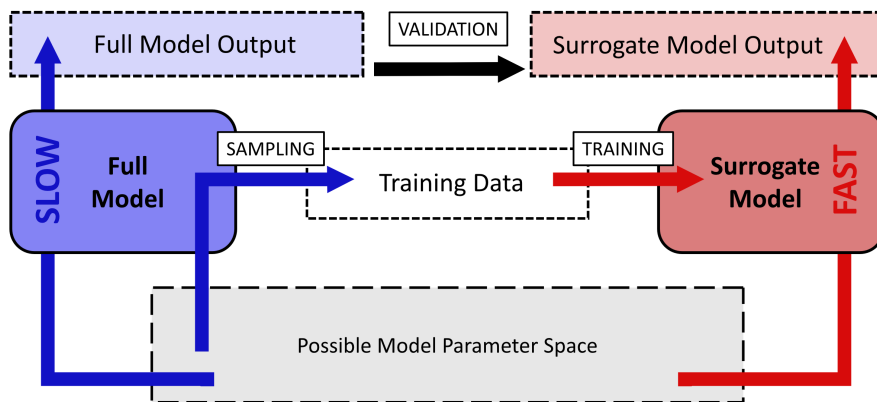 Full Model Output
VALIDATION
Surrogate Model Output
SLOW
Full
Model
SAMPLING
Training Data
TRAINING
Surrogate
Model
FAST
Possible Model Parameter Space